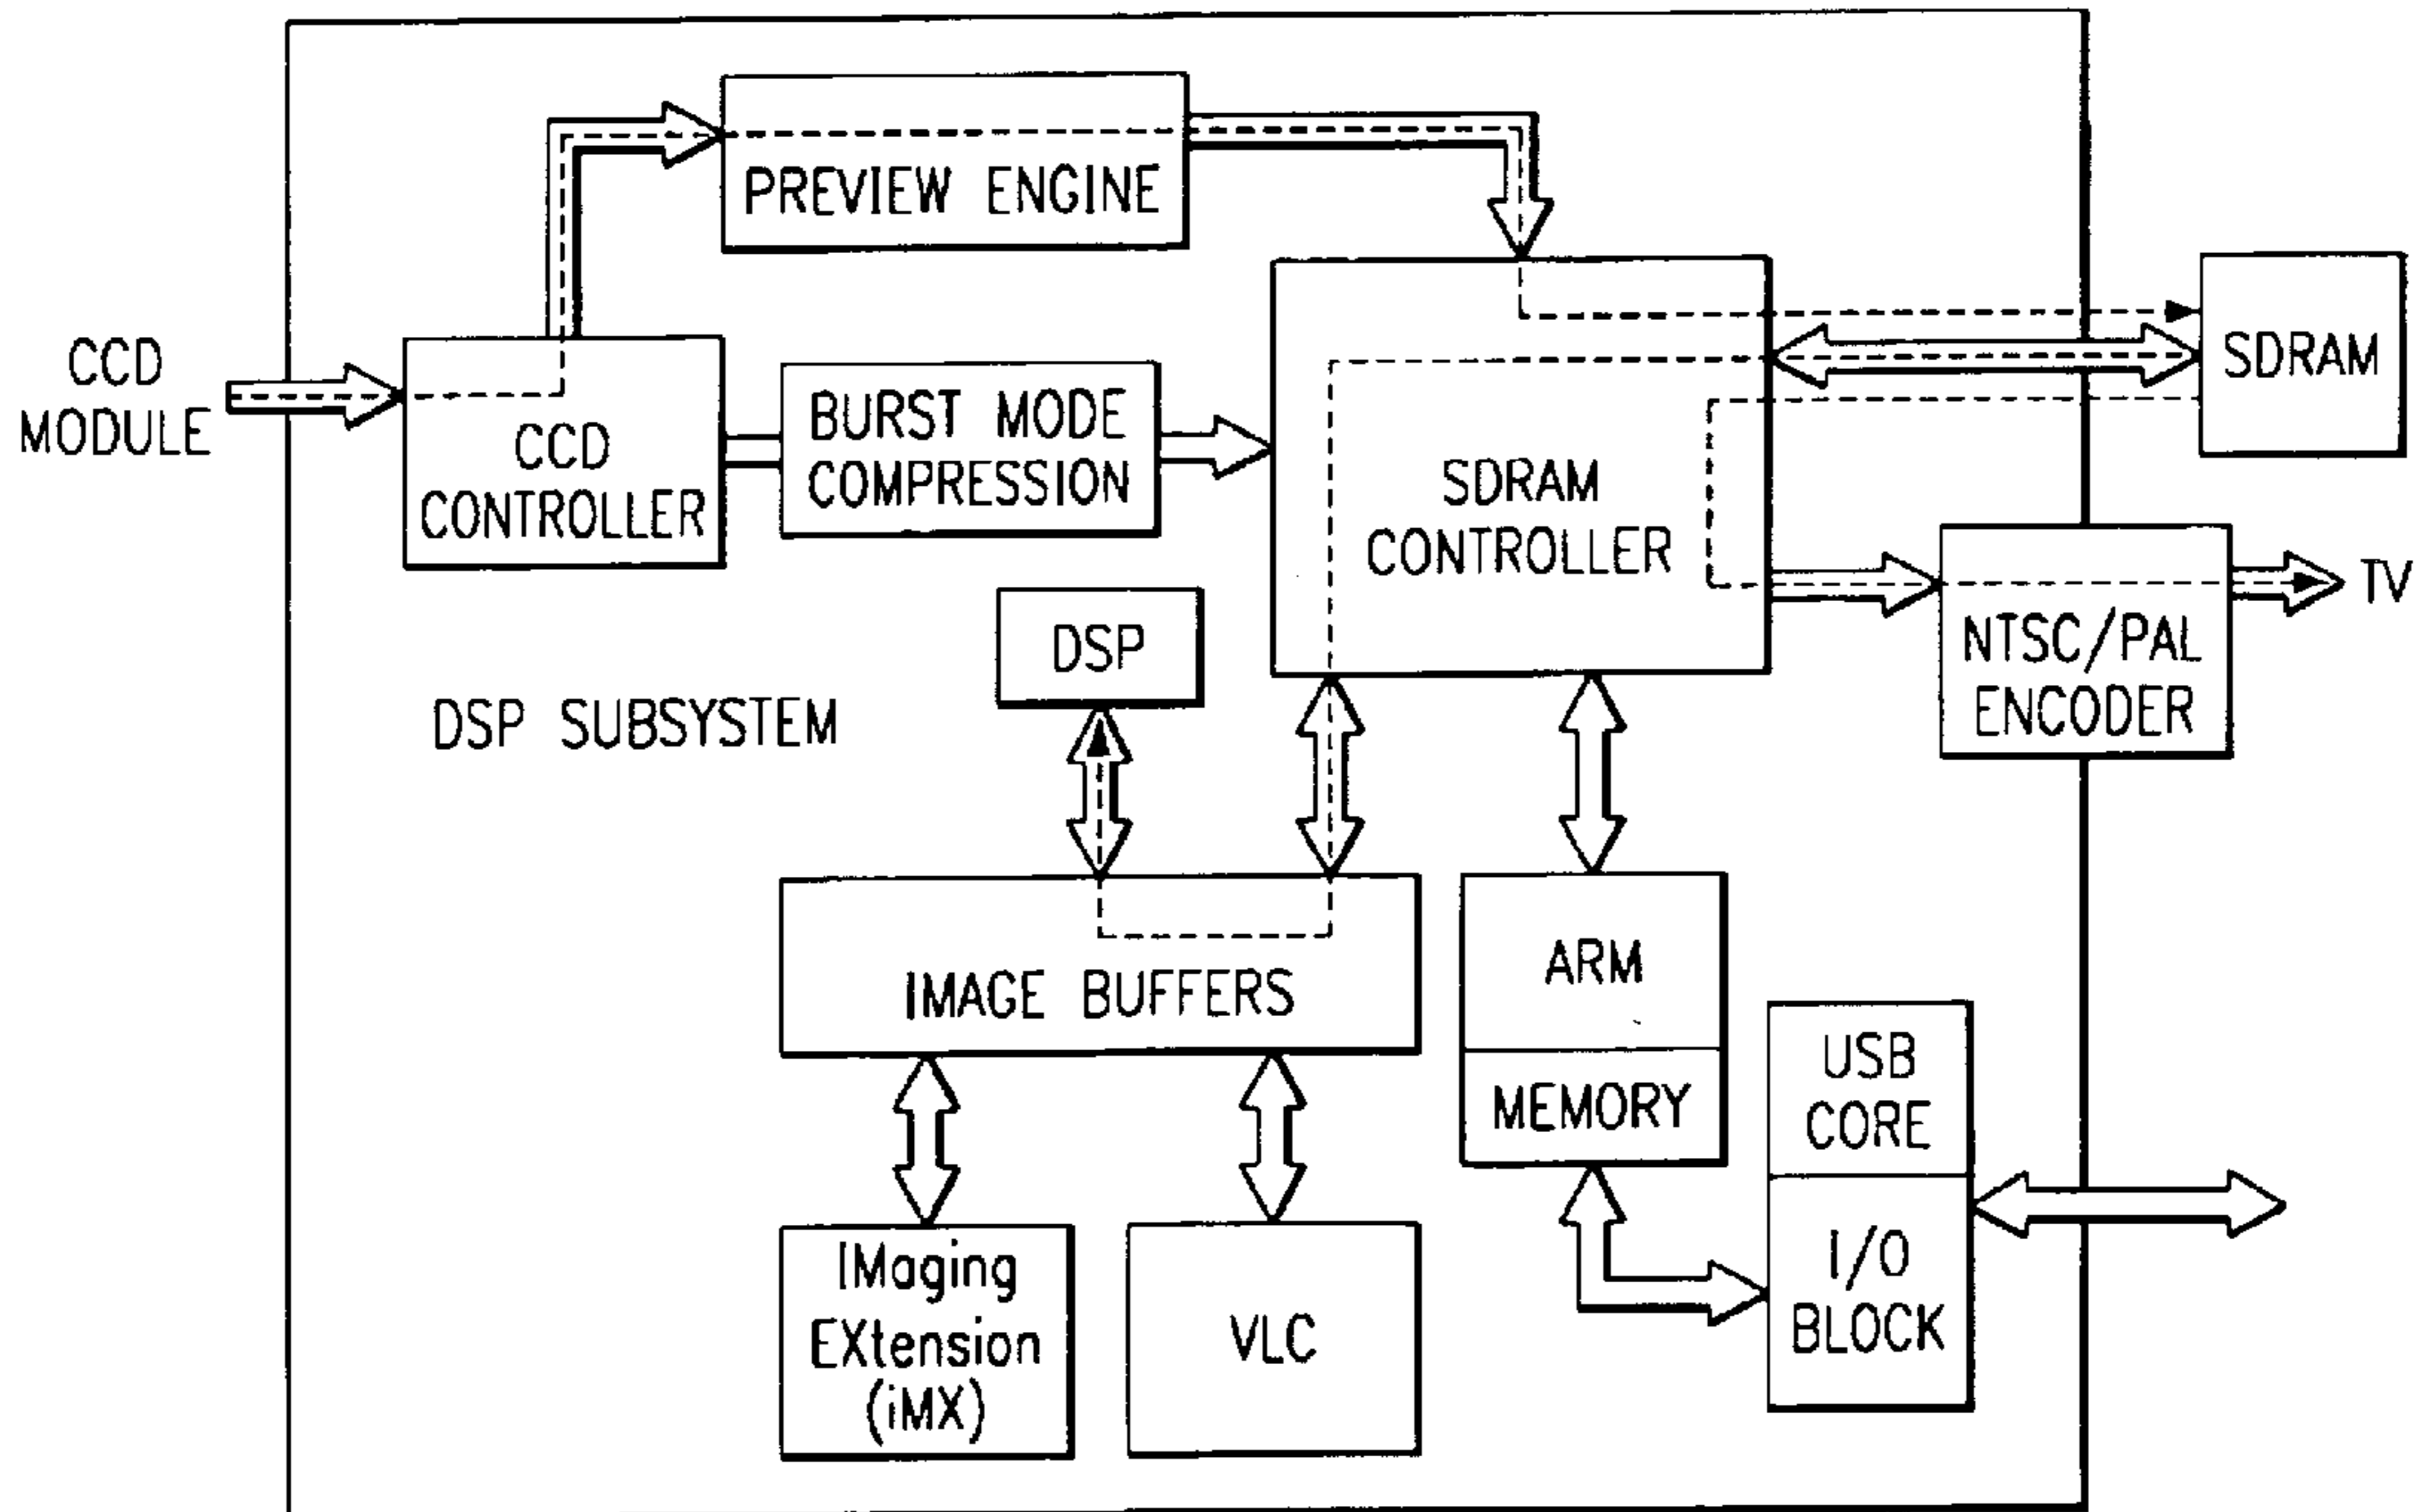 PREVIEW ENGINE
CCD
MODULE
CCD
CONTROLLER
BURST MODE
COMPRESSION
SDRAM
CONTROLLER
SDRAM
NTSC/PAL
ENCODER
TV
DSP
DSP SUBSYSTEM
IMAGE BUFFERS
ARM
MEMORY
USB
CORE
I/O
BLOCK
IMaging
EXtension
(iMX)
VLC